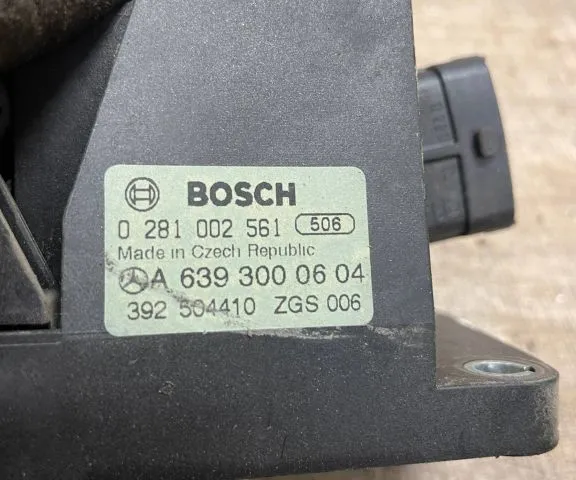 BOSCH
0 281 002 561 506
Made in Czech Republic
A 639 300 06 04
392 504410 ZGS 006